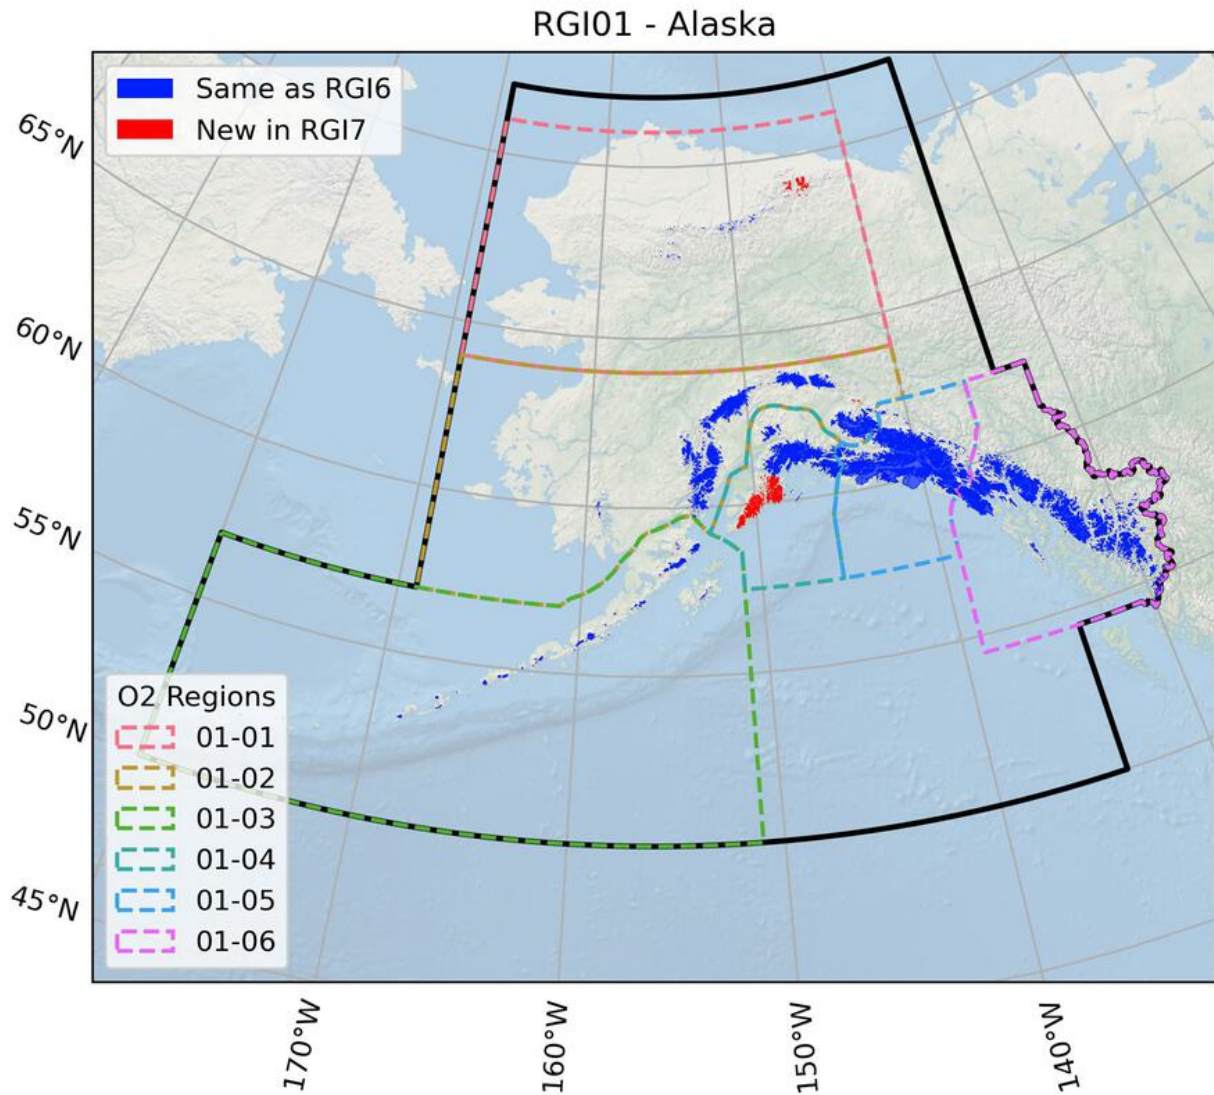 RGI01 - Alaska
Same as RGI6
New in RGI7
65°N
60°N
55°N
50°N
45°N
O2 Regions
01-01
01-02
01-03
01-04
01-05
01-06
170°W
160°W
150°W
140°W